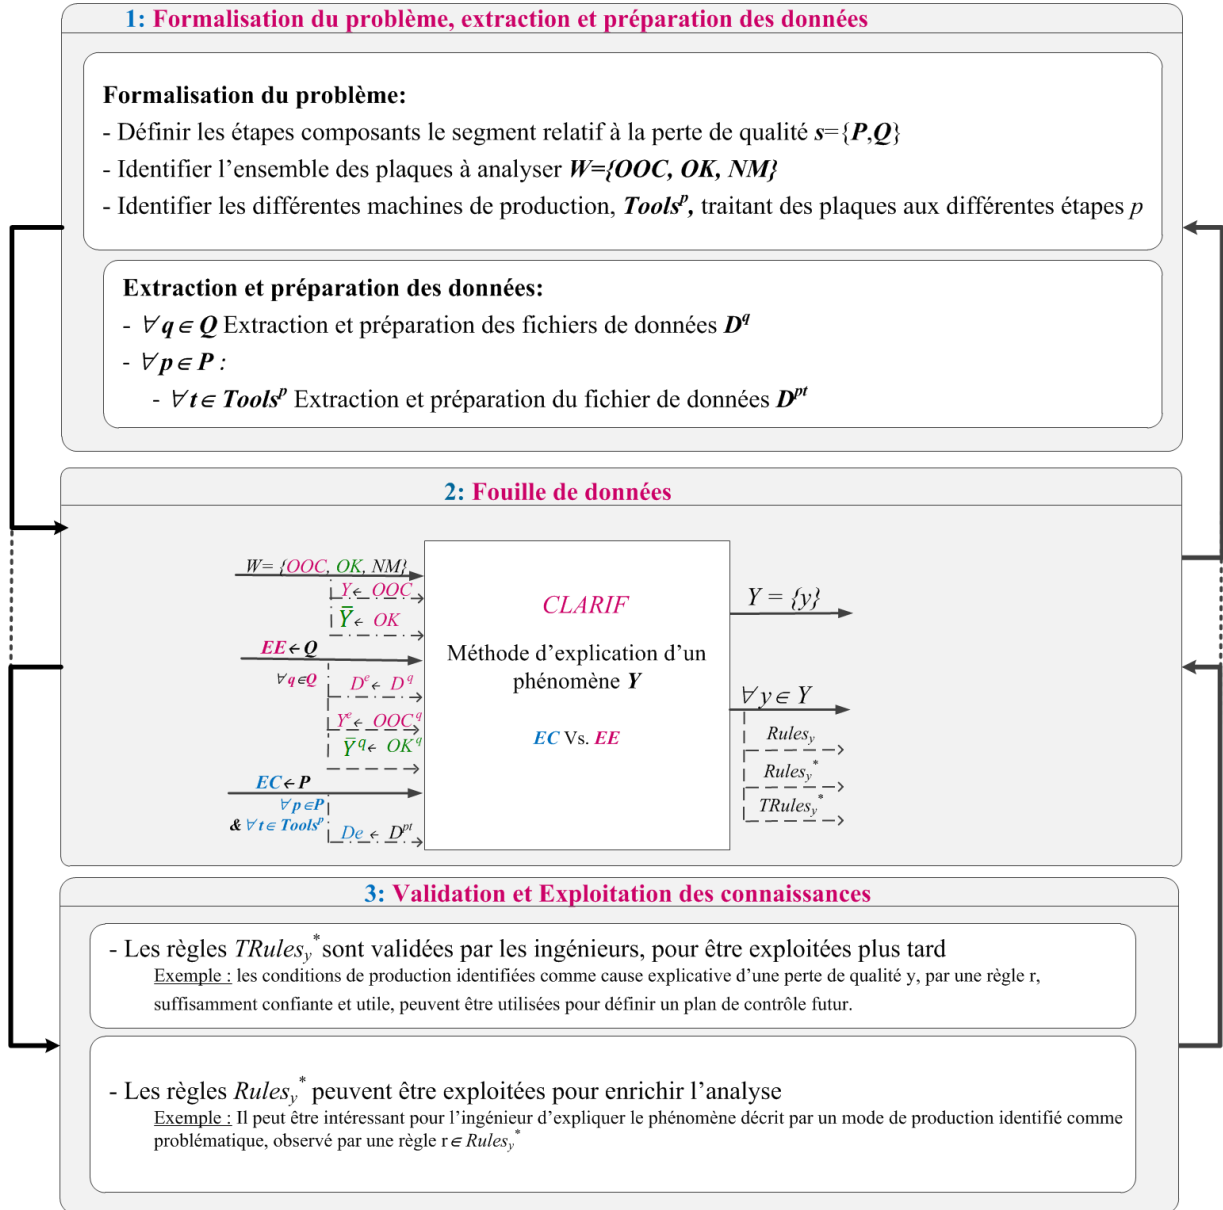 1: Formalisation du problème, extraction et préparation des données
Formalisation du problème:
- Définir les étapes composants le segment relatif à la perte de qualité s={P,Q}
- Identifier l’ensemble des plaques à analyser W={OOC, OK, NM}
- Identifier les différentes machines de production, Tools^p, traitant des plaques aux différentes étapes p
Extraction et préparation des données:
- ∀ q ∈ Q Extraction et préparation des fichiers de données D^q
- ∀ p ∈ P :
- ∀ t ∈ Tools^p Extraction et préparation du fichier de données D^pt
2: Fouille de données
W= {OOC, OK, NM}
Y ← OOC
Ȳ ← OK
EE ← Q
∀ q∈Q
D^e ← D^q
Y^e ← OOC^q
Ȳ^q ← OK^q
EC ← P
∀ p∈P
& ∀ t ∈ Tools^p
De ← D^pt
CLARIF
Méthode d’explication d’un
phénomène Y
EC Vs. EE
Y = {y}
∀ y ∈ Y
Rules_y
Rules_y^*
TRules_y^*
3: Validation et Exploitation des connaissances
- Les règles TRules_y^* sont validées par les ingénieurs, pour être exploitées plus tard
Exemple : les conditions de production identifiées comme cause explicative d’une perte de qualité y, par une règle r,
suffisamment confiante et utile, peuvent être utilisées pour définir un plan de contrôle futur.
- Les règles Rules_y^* peuvent être exploitées pour enrichir l’analyse
Exemple : Il peut être intéressant pour l’ingénieur d’expliquer le phénomène décrit par un mode de production identifié comme
problématique, observé par une règle r ∈ Rules_y^*